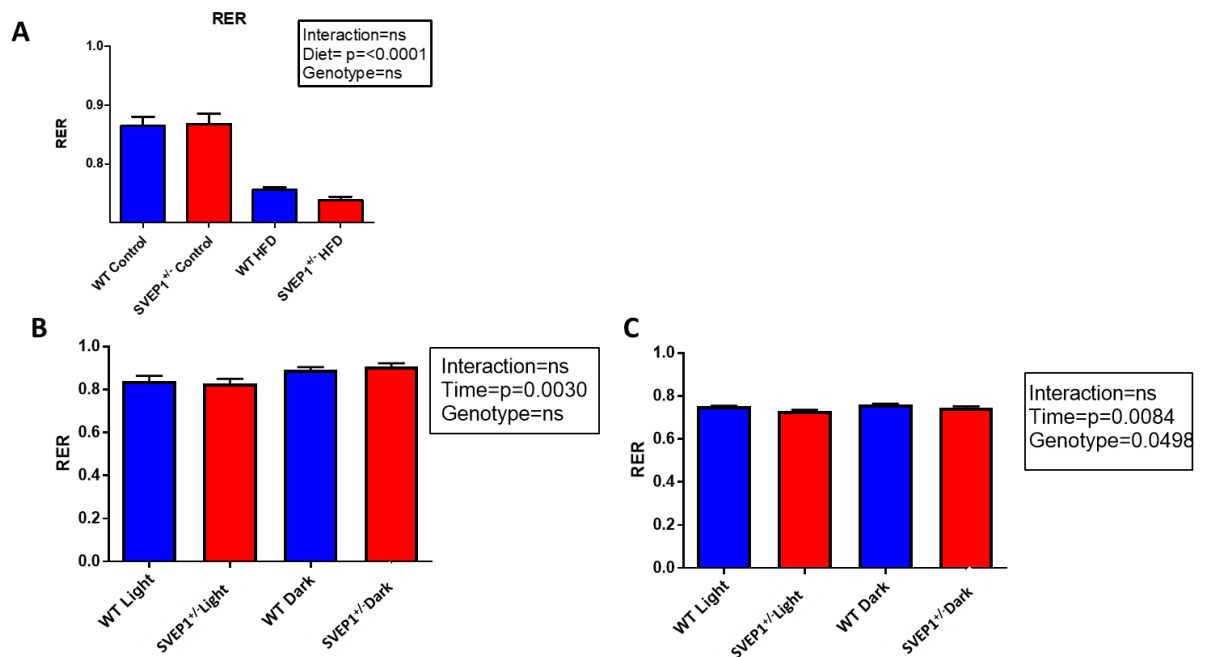 A
RER
Interaction=ns
Diet= p=<0.0001
Genotype=ns
1.0
0.9
0.8
RER
WT Control
SVEP1+/- Control
WT HFD
SVEP1+/- HFD
B
1.0
0.8
0.6
0.4
0.2
0.0
RER
WT Light
SVEP1+/-Light
WT Dark
SVEP1+/-Dark
Interaction=ns
Time=p=0.0030
Genotype=ns
C
1.0
0.8
0.6
0.4
0.2
0.0
RER
WT Light
SVEP1+/-Light
WT Dark
SVEP1+/-Dark
Interaction=ns
Time=p=0.0084
Genotype=0.0498